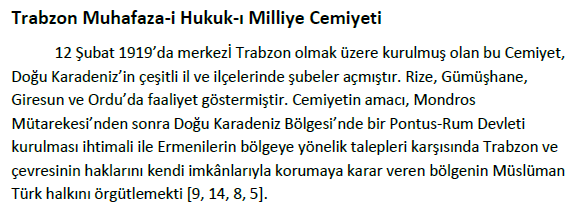 Trabzon Muhafaza-i Hukuk-ı Milliye Cemiyeti
12 Şubat 1919’da merkezİ Trabzon olmak üzere kurulmuş olan bu Cemiyet,
Doğu Karadeniz’in çeşitli il ve ilçelerinde şubeler açmıştır. Rize, Gümüşhane,
Giresun ve Ordu’da faaliyet göstermiştir. Cemiyetin amacı, Mondros
Mütarekesi’nden sonra Doğu Karadeniz Bölgesi’nde bir Pontus-Rum Devleti
kurulması ihtimali ile Ermenilerin bölgeye yönelik talepleri karşısında Trabzon ve
çevresinin haklarını kendi imkânlarıyla korumaya karar veren bölgenin Müslüman
Türk halkını örgütlemekti [9, 14, 8, 5].